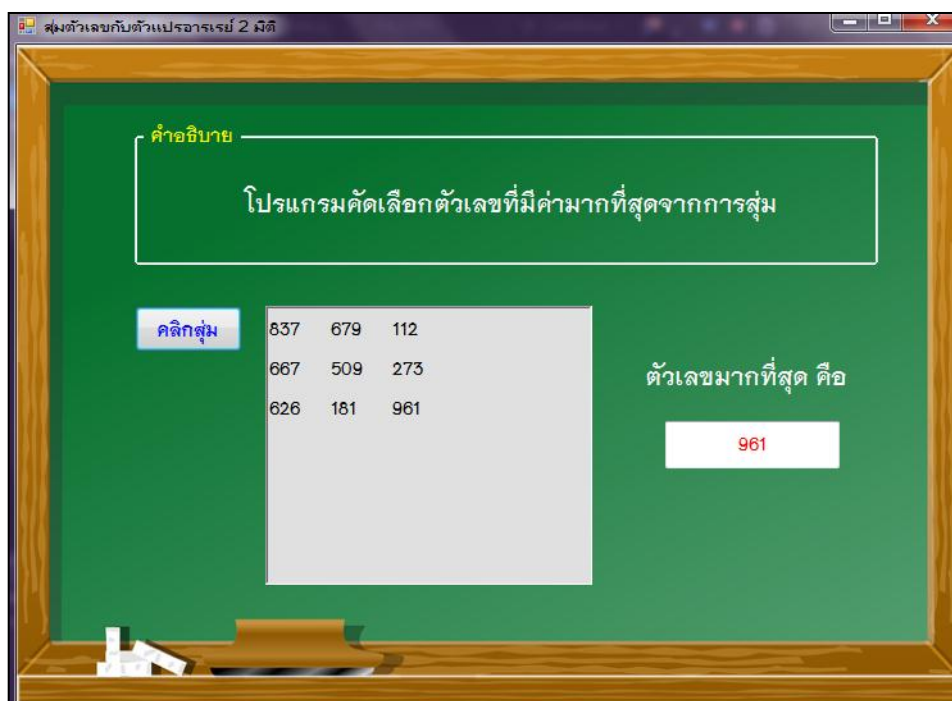 สุ่มตัวเลขกับตัวแปรอารเรย์ 2 มิติ
คำอธิบาย
โปรแกรมคัดเลือกตัวเลขที่มีค่ามากที่สุดจากการสุ่ม
คลิกสุ่ม
837 679 112
667 509 273
626 181 961
ตัวเลขมากที่สุด คือ
961